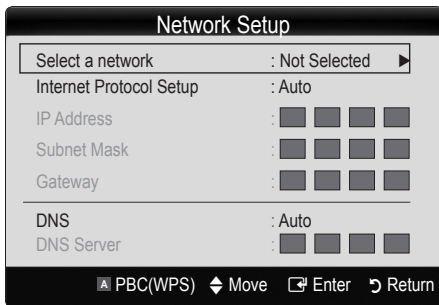 Network Setup
Select a network : Not Selected ▶
Internet Protocol Setup : Auto
IP Address :
Subnet Mask :
Gateway :
DNS : Auto
DNS Server :
A PBC(WPS) Move Enter Return